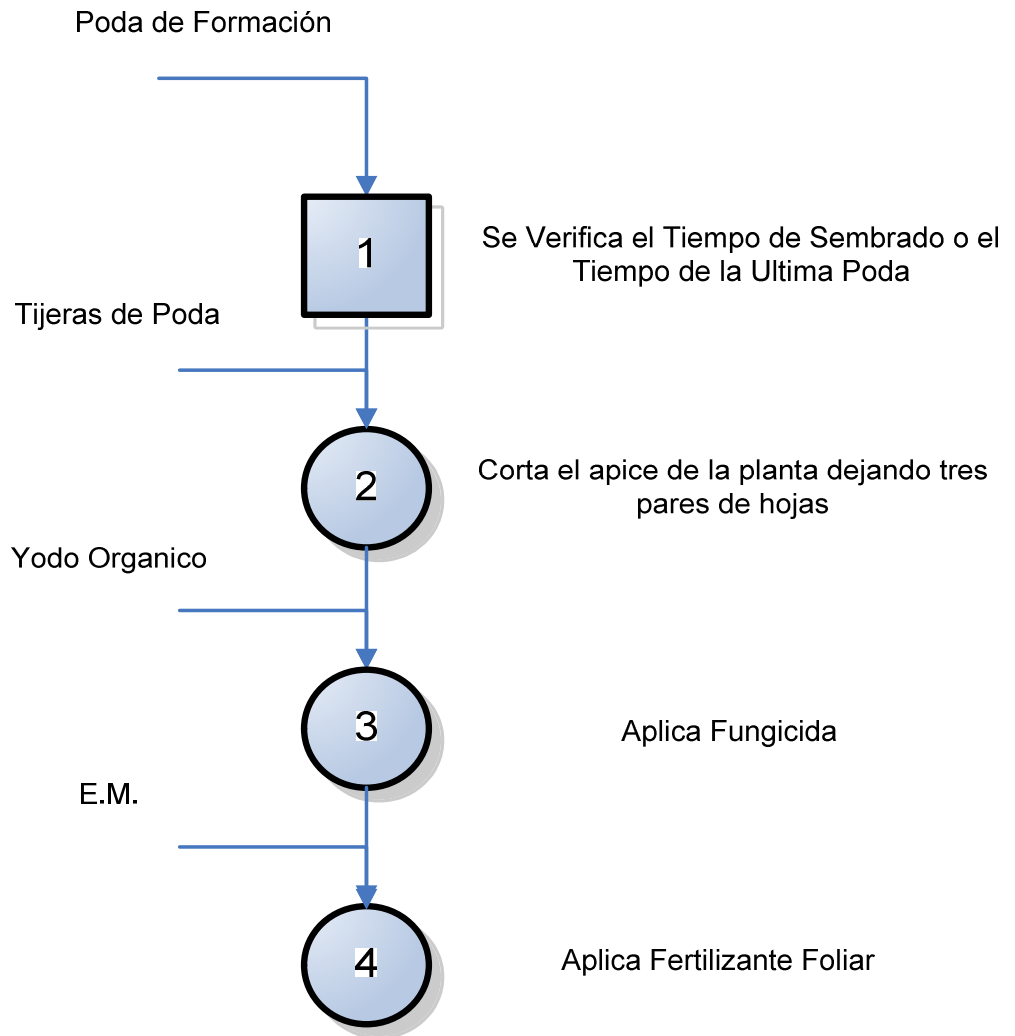 Poda de Formación
1
Se Verifica el Tiempo de Sembrado o el
Tiempo de la Ultima Poda
Tijeras de Poda
2
Corta el apice de la planta dejando tres
pares de hojas
Yodo Organico
3
Aplica Fungicida
E.M.
4
Aplica Fertilizante Foliar